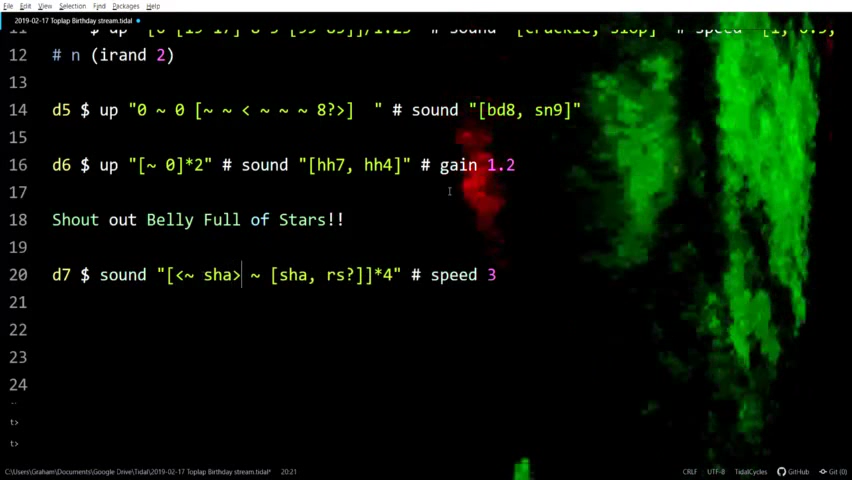 File Edit View Selection Find Packages Help
2019-02-17 Toplap Birthday stream.tidal
12 # n (irand 2)
13
14 d5 $ up "0 ~ 0 [~ ~ < ~ ~ ~ 8?>]  " # sound "[bd8, sn9]"
15
16 d6 $ up "[~ 0]*2" # sound "[hh7, hh4]" # gain 1.2
17
18 Shout out Belly Full of Stars!!
19
20 d7 $ sound "[<~ sha> ~ [sha, rs?]]*4" # speed 3
21
22
23
24
t>
t>
C:\Users\Graham\Documents\Google Drive\Tidal\2019-02-17 Toplap Birthday stream.tidal* 20:21 CRLF UTF-8 TidalCycles GitHub Git (0)